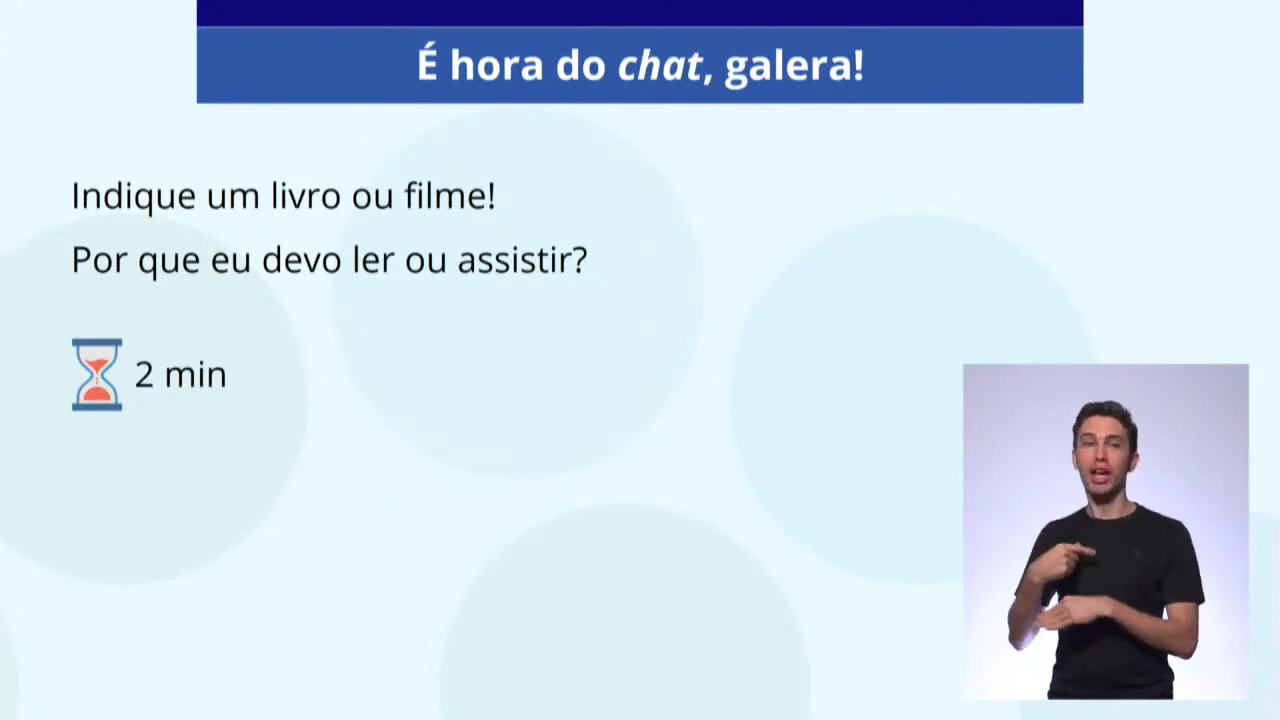 É hora do chat, galera!
Indique um livro ou filme!
Por que eu devo ler ou assistir?
2 min